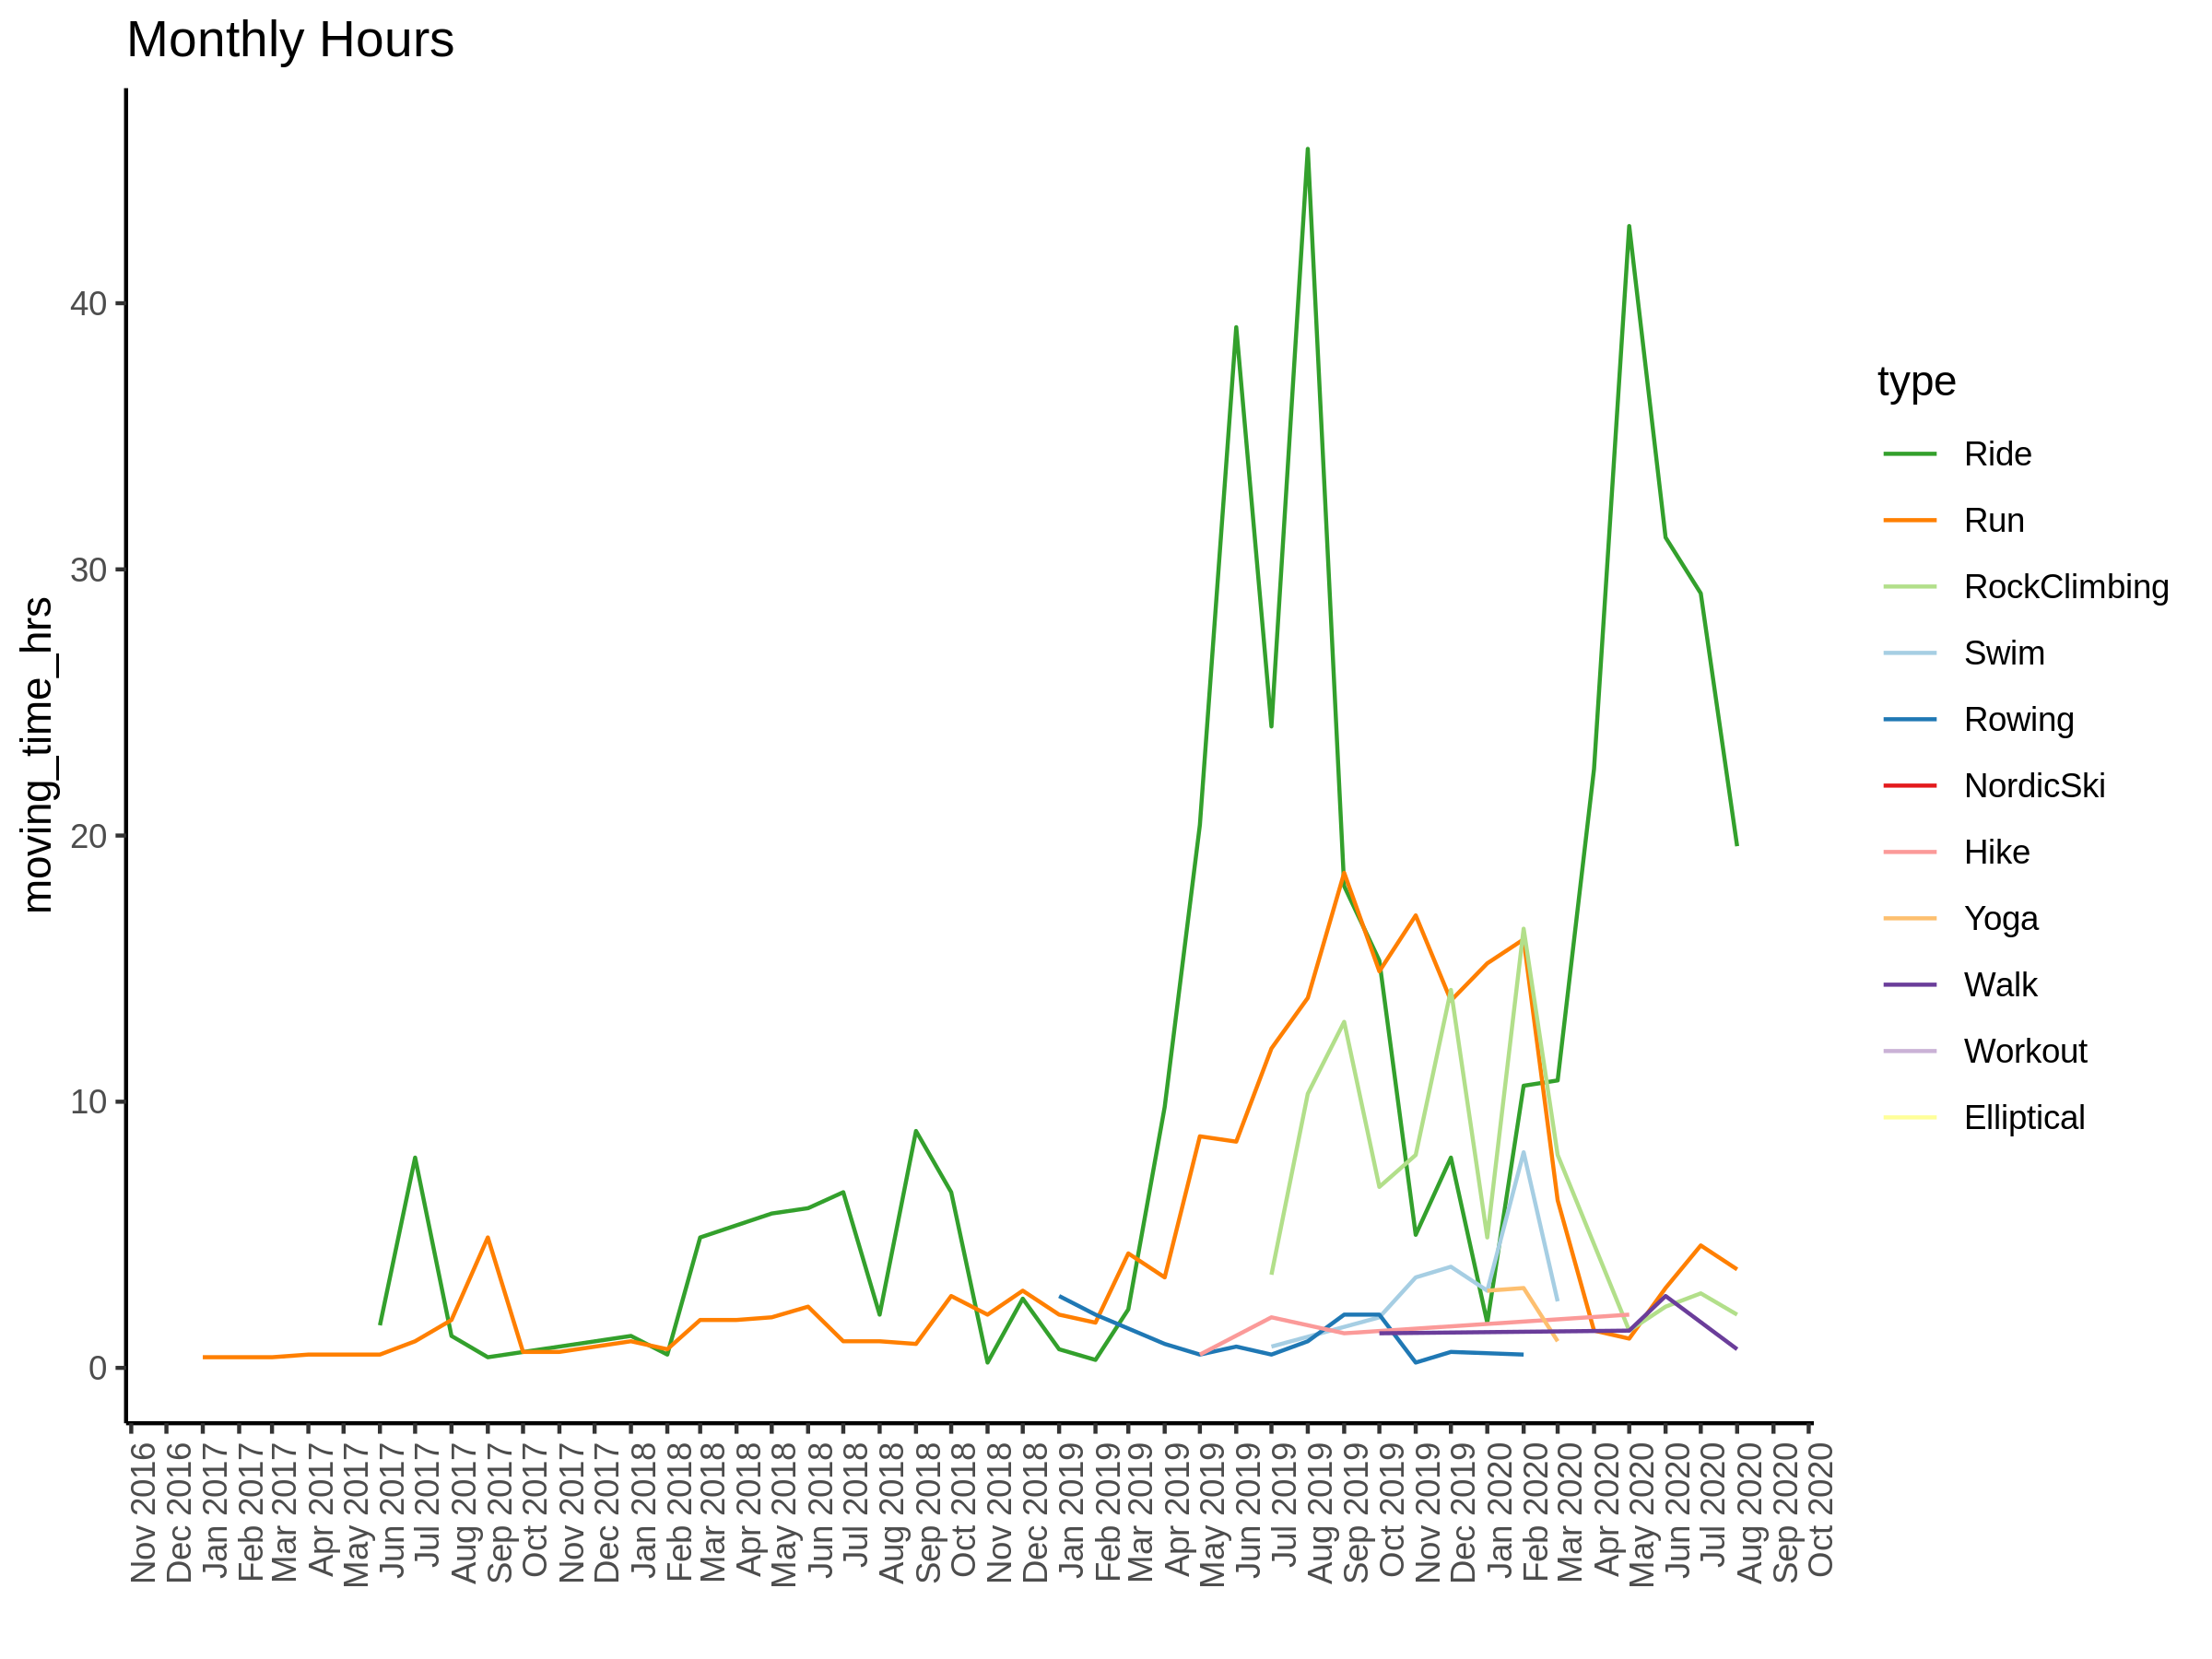 Monthly Hours
moving_time_hrs
40
30
20
10
0
Nov 2016
Dec 2016
Jan 2017
Feb 2017
Mar 2017
Apr 2017
May 2017
Jun 2017
Jul 2017
Aug 2017
Sep 2017
Oct 2017
Nov 2017
Dec 2017
Jan 2018
Feb 2018
Mar 2018
Apr 2018
May 2018
Jun 2018
Jul 2018
Aug 2018
Sep 2018
Oct 2018
Nov 2018
Dec 2018
Jan 2019
Feb 2019
Mar 2019
Apr 2019
May 2019
Jun 2019
Jul 2019
Aug 2019
Sep 2019
Oct 2019
Nov 2019
Dec 2019
Jan 2020
Feb 2020
Mar 2020
Apr 2020
May 2020
Jun 2020
Jul 2020
Aug 2020
Sep 2020
Oct 2020
type
Ride
Run
RockClimbing
Swim
Rowing
NordicSki
Hike
Yoga
Walk
Workout
Elliptical